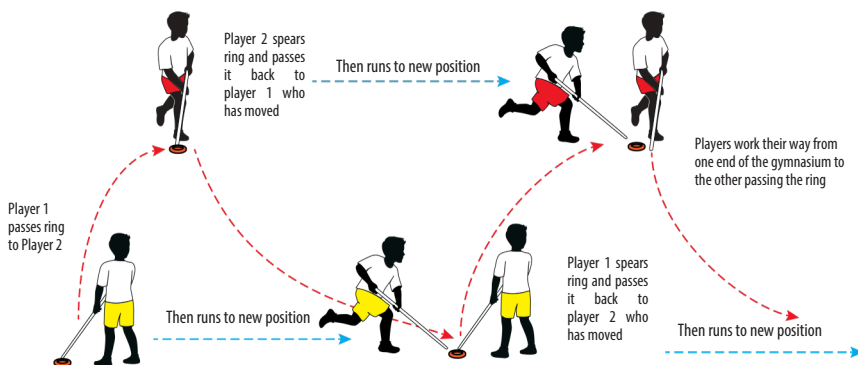 Player 2 spears
ring and passes
it back to
player 1 who
has moved
Then runs to new position
Players work their way from
one end of the gymnasium to
the other passing the ring
Player 1
passes ring
to Player 2
Then runs to new position
Player 1 spears
ring and passes
it back to
player 2 who
has moved
Then runs to new position